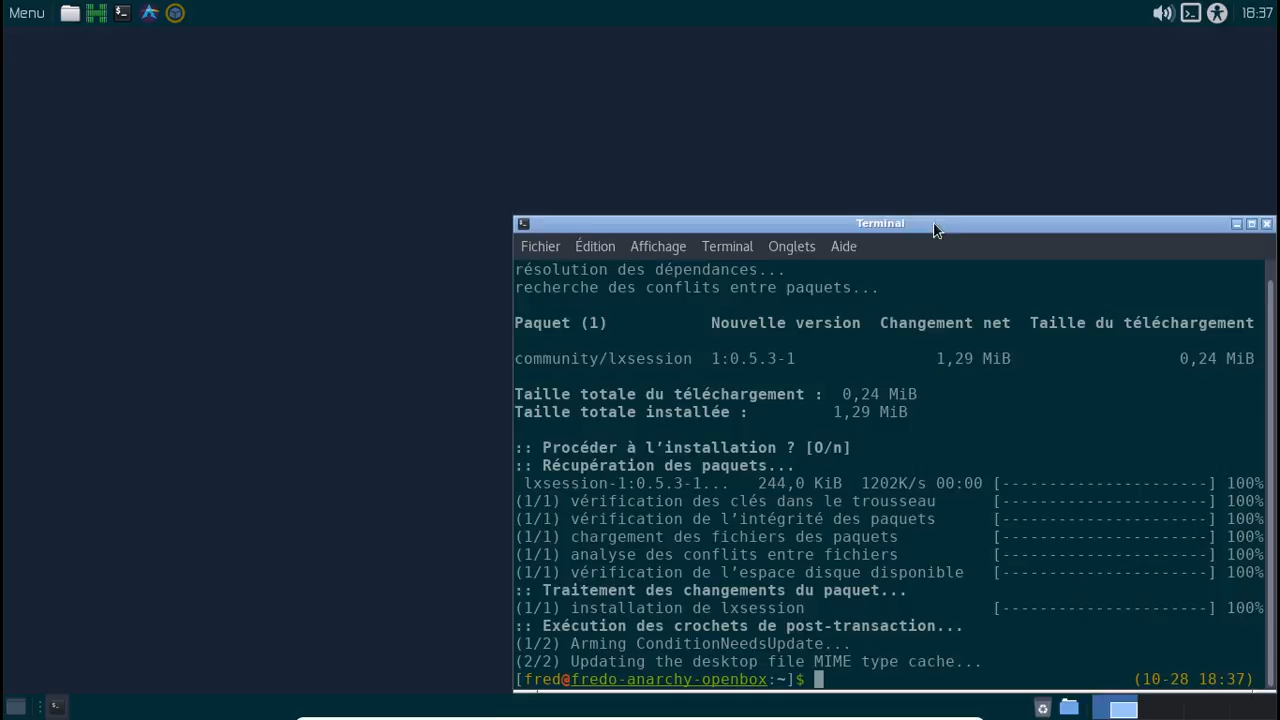 Menu
18:37
Terminal
Fichier Édition Affichage Terminal Onglets Aide
résolution des dépendances...
recherche des conflits entre paquets...
Paquet (1) Nouvelle version Changement net Taille du téléchargement
community/lxsession 1:0.5.3-1 1,29 MiB 0,24 MiB
Taille totale du téléchargement : 0,24 MiB
Taille totale installée : 1,29 MiB
:: Procéder à l’installation ? [O/n]
:: Récupération des paquets...
lxsession-1:0.5.3-1... 244,0 KiB 1202K/s 00:00 [----------------------] 100%
(1/1) vérification des clés dans le trousseau [----------------------] 100%
(1/1) vérification de l’intégrité des paquets [----------------------] 100%
(1/1) chargement des fichiers des paquets [----------------------] 100%
(1/1) analyse des conflits entre fichiers [----------------------] 100%
(1/1) vérification de l’espace disque disponible [----------------------] 100%
:: Traitement des changements du paquet...
(1/1) installation de lxsession [----------------------] 100%
:: Exécution des crochets de post-transaction...
(1/2) Arming ConditionNeedsUpdate...
(2/2) Updating the desktop file MIME type cache...
[fred@fredo-anarchy-openbox:~]$ (10-28 18:37)